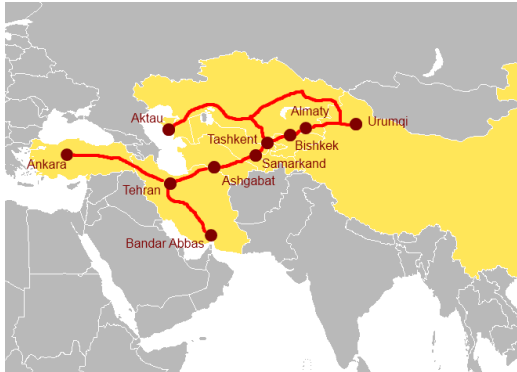 Almaty
Aktau
Urumqi
Tashkent
Bishkek
Samarkand
Ankara
Ashgabat
Tehran
Bandar Abbas